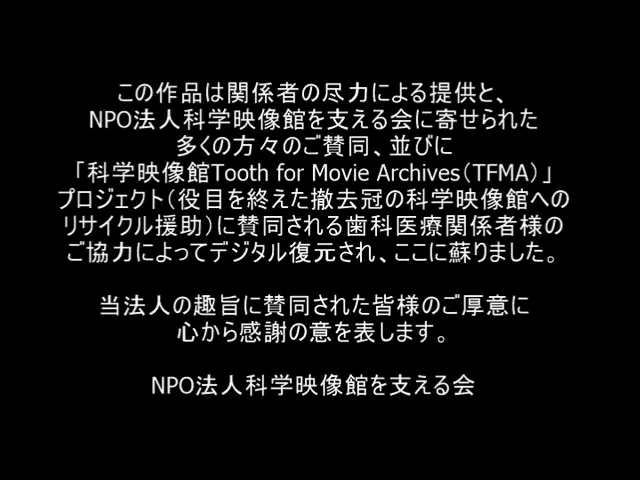 この作品は関係者の尽力による提供と、
NPO法人科学映像館を支える会に寄せられた
多くの方々のご賛同、並びに
「科学映像館Tooth for Movie Archives（TFMA）」
プロジェクト（役目を終えた撤去冠の科学映像館への
リサイクル援助）に賛同される歯科医療関係者様の
ご協力によってデジタル復元され、ここに蘇りました。
当法人の趣旨に賛同された皆様のご厚意に
心から感謝の意を表します。
NPO法人科学映像館を支える会